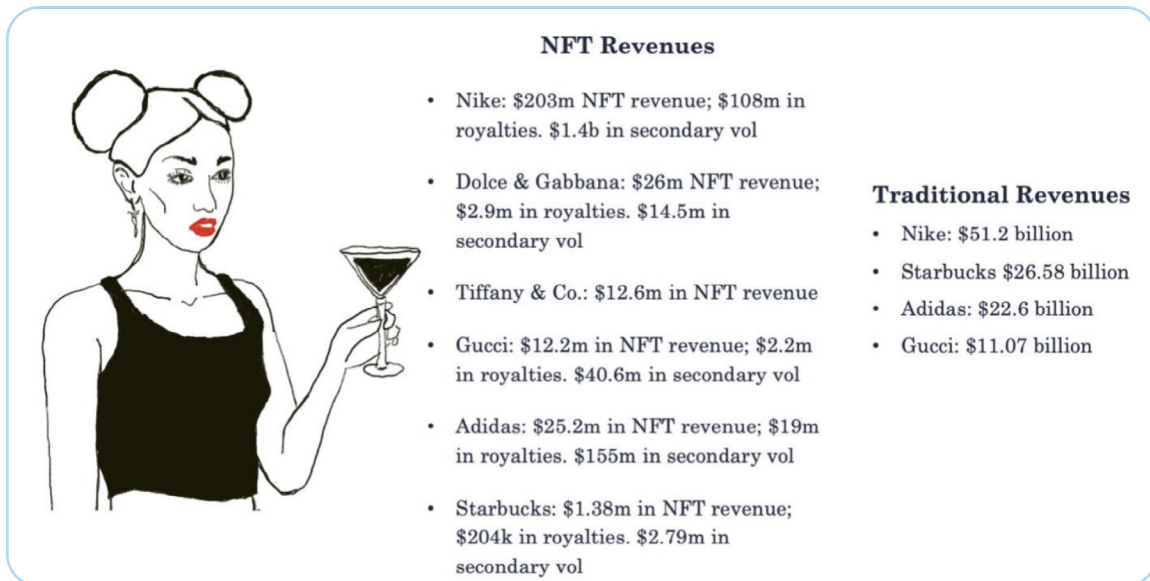 NFT Revenues
• Nike: $203m NFT revenue; $108m in
royalties. $1.4b in secondary vol
• Dolce & Gabbana: $26m NFT revenue;
$2.9m in royalties. $14.5m in
secondary vol
• Tiffany & Co.: $12.6m in NFT revenue
• Gucci: $12.2m in NFT revenue; $2.2m
in royalties. $40.6m in secondary vol
• Adidas: $25.2m in NFT revenue; $19m
in royalties. $155m in secondary vol
• Starbucks: $1.38m in NFT revenue;
$204k in royalties. $2.79m in
secondary vol
Traditional Revenues
• Nike: $51.2 billion
• Starbucks $26.58 billion
• Adidas: $22.6 billion
• Gucci: $11.07 billion